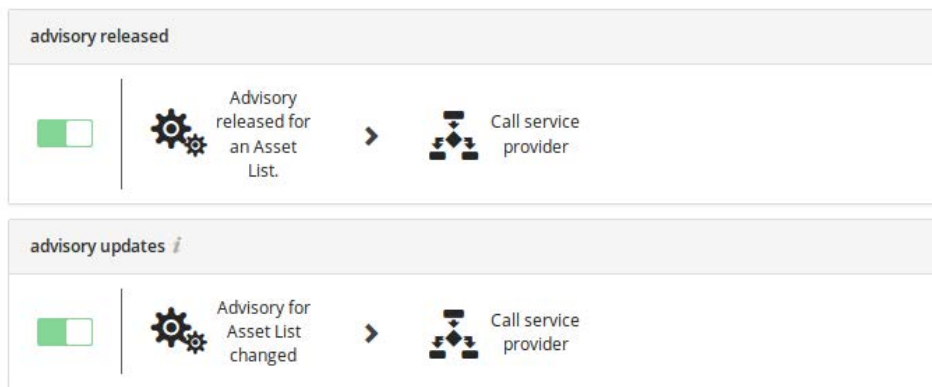 advisory released
Advisory
released for
an Asset
List.
Call service
provider
advisory updates i
Advisory for
Asset List
changed
Call service
provider